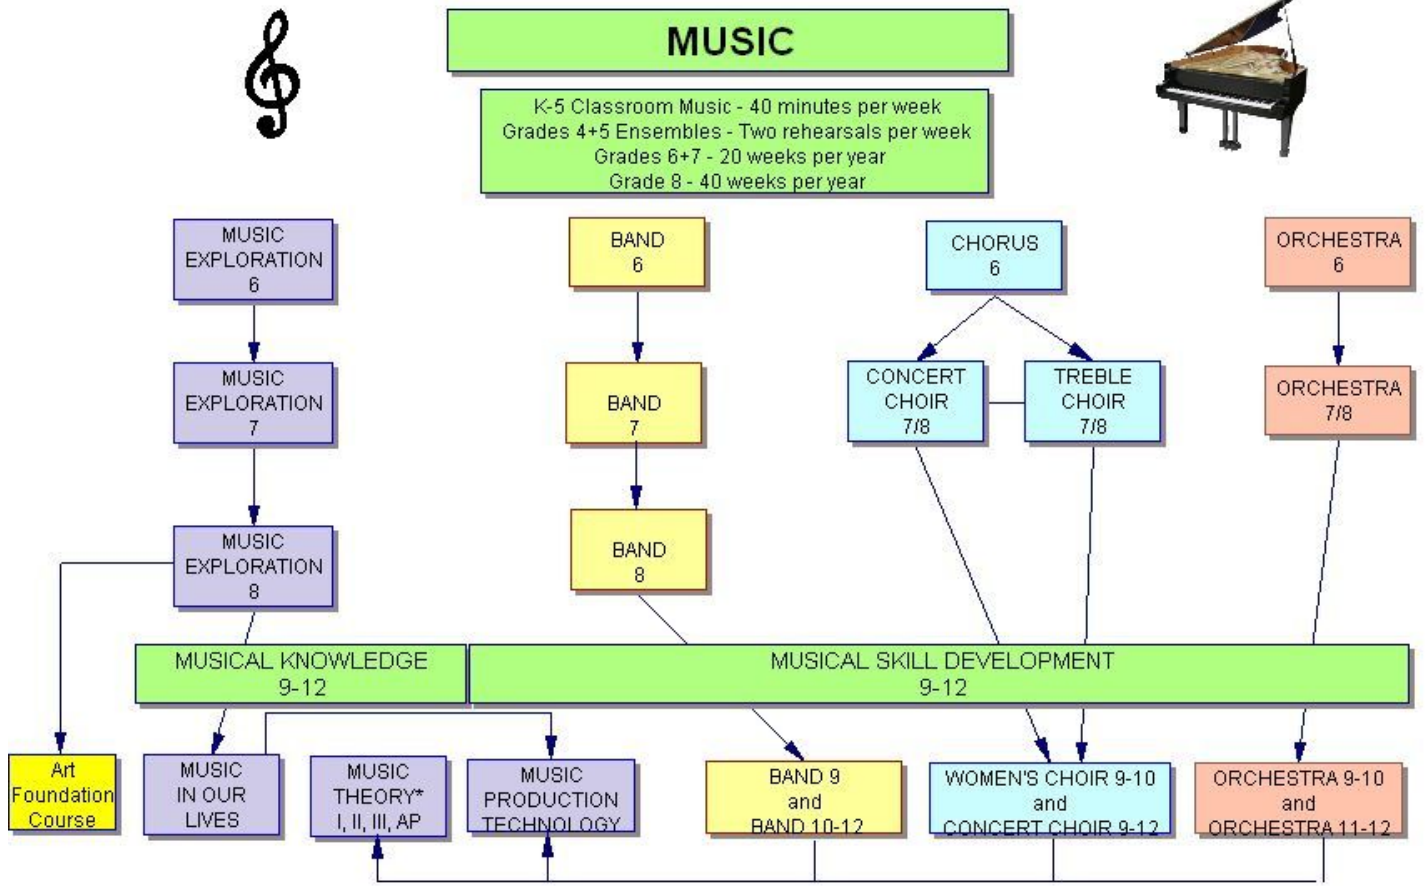 MUSIC
K-5 Classroom Music - 40 minutes per week
Grades 4+5 Ensembles - Two rehearsals per week
Grades 6+7 - 20 weeks per year
Grade 8 - 40 weeks per year
MUSIC
EXPLORATION
6
BAND
6
CHORUS
6
ORCHESTRA
6
MUSIC
EXPLORATION
7
BAND
7
CONCERT
CHOIR
7/8
TREBLE
CHOIR
7/8
ORCHESTRA
7/8
MUSIC
EXPLORATION
8
BAND
8
MUSICAL KNOWLEDGE
9-12
MUSICAL SKILL DEVELOPMENT
9-12
Art
Foundation
Course
MUSIC
IN OUR
LIVES
MUSIC
THEORY*
I, II, III, AP
MUSIC
PRODUCTION
TECHNOLOGY
BAND 9
and
BAND 10-12
WOMEN'S CHOIR 9-10
and
CONCERT CHOIR 9-12
ORCHESTRA 9-10
and
ORCHESTRA 11-12